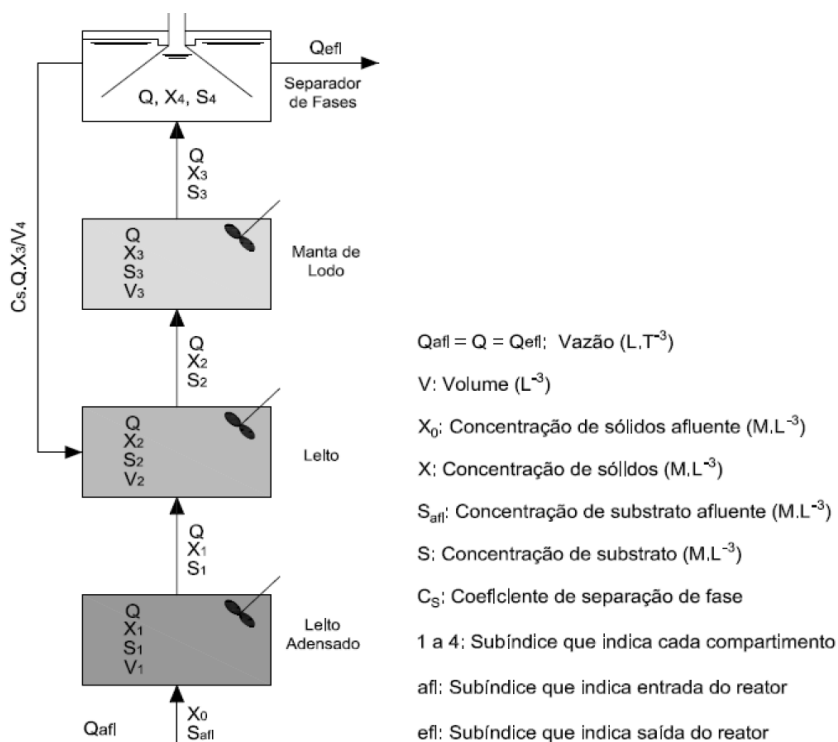 Qefl
Separador
de Fases
Q, X4, S4
Q
X3
S3
Cs.Q.X3/V4
Q
X3
S3
V3
Manta de
Lodo
Q
X2
S2
Q
X2
S2
V2
Leito
Q
X1
S1
Q
X1
S1
V1
Leito
Adensado
Qafl
X0
Safl
Qafl = Q = Qefl; Vazão (L,T⁻³)
V: Volume (L⁻³)
X₀: Concentração de sólidos afluente (M.L⁻³)
X: Concentração de sólidos (M.L⁻³)
Safl: Concentração de substrato afluente (M.L⁻³)
S: Concentração de substrato (M.L⁻³)
CS: Coeficiente de separação de fase
1 a 4: Subíndice que indica cada compartimento
afl: Subíndice que indica entrada do reator
efl: Subíndice que indica saída do reator